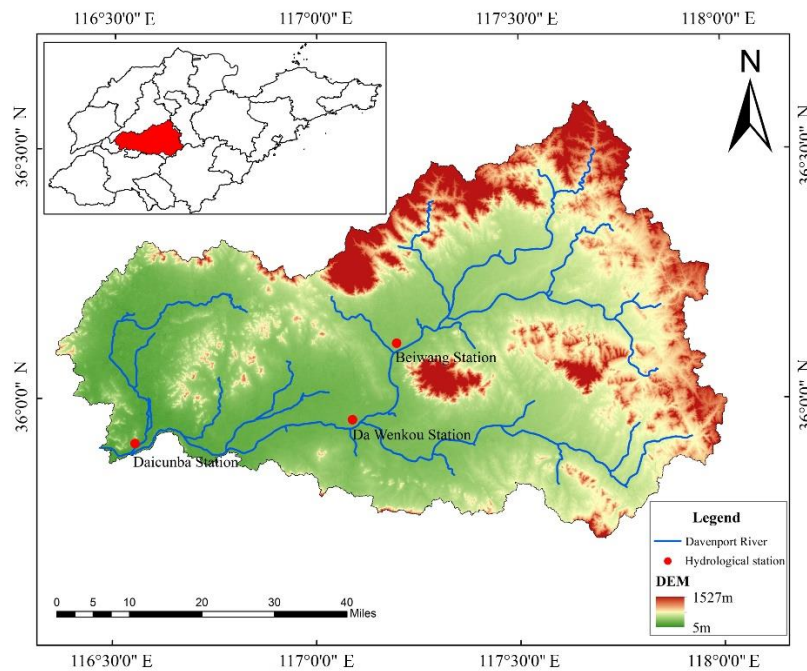 116°30'0" E 117°0'0" E 117°30'0" E 118°0'0" E
N
36°30'0" N
36°30'0" N
Beiwang Station
36°0'0" N
36°0'0" N
Da Wenkou Station
Daicunba Station
Legend
Davenport River
Hydrological station
DEM
1527m
5m
0 5 10 20 30 40
Miles
116°30'0" E 117°0'0" E 117°30'0" E 118°0'0" E